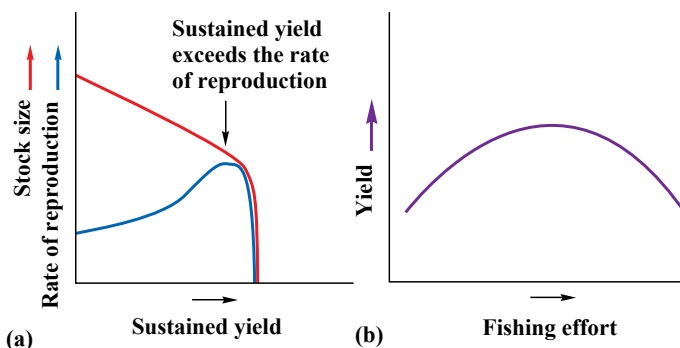 Sustained yield
exceeds the rate
of reproduction
Stock size
Rate of reproduction
Sustained yield
(a)
Yield
Fishing effort
(b)